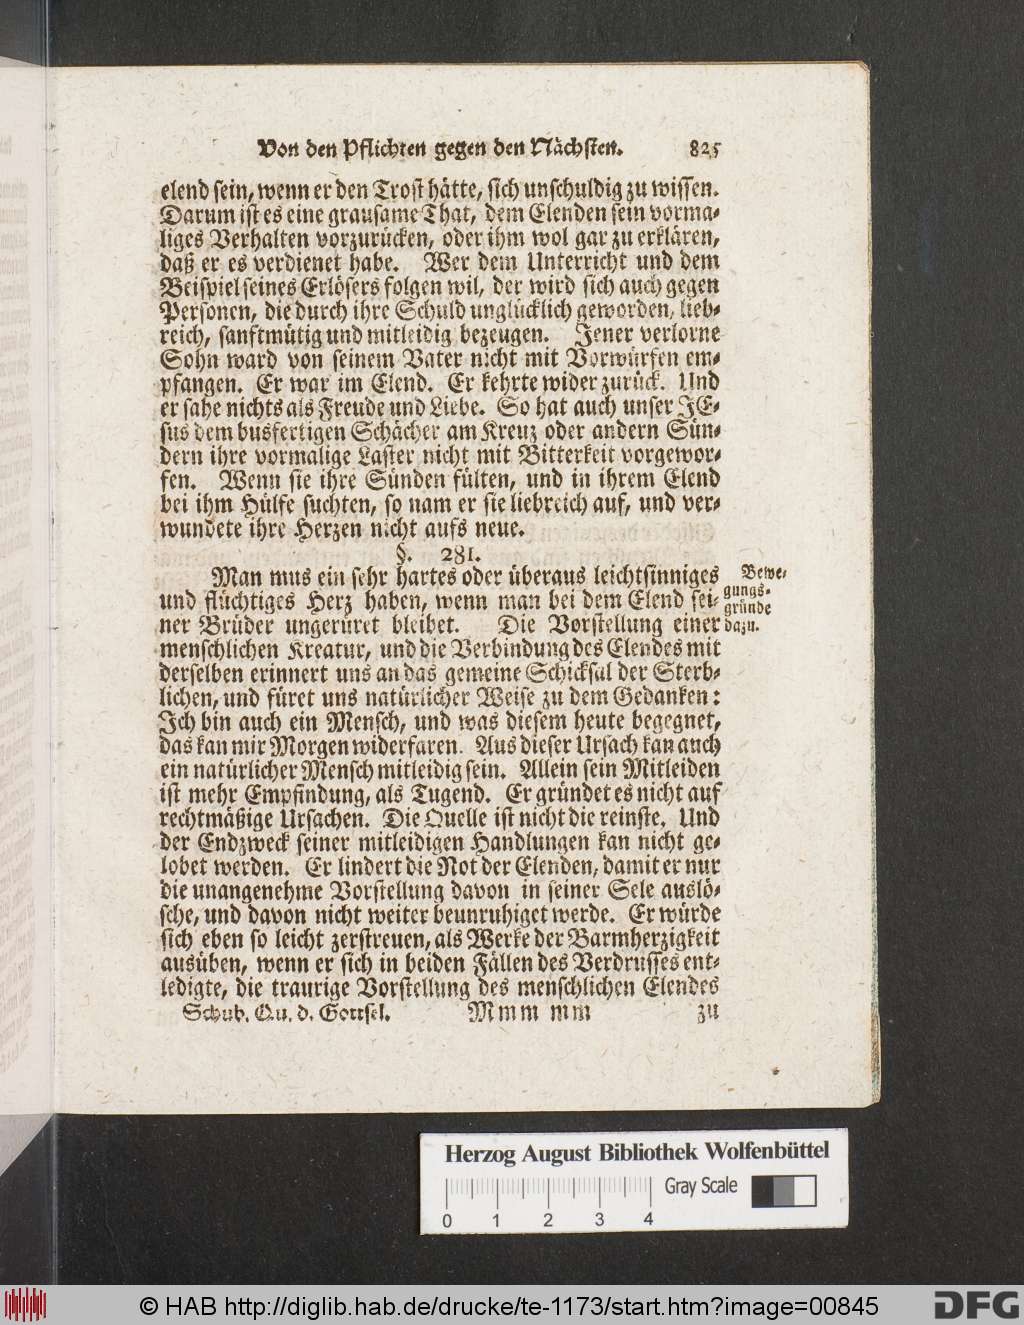 Von den Pflichten gegen den Nächsten. 825
elend sein, wenn er den Trost hätte, sich unschuldig zu wissen.
Darum ist es eine grausame That, dem Elenden sein vorma-
liges Verhalten vorzurücken, oder ihm wol gar zu erklären,
daß er es verdienet habe. Wer dem Unterricht und dem
Beispiel seines Erlösers folgen wil, der wird sich auch gegen
Personen, die durch ihre Schuld unglücklich geworden, lieb-
reich, sanftmütig und mitleidig bezeugen. Jener verlorne
Sohn ward von seinem Vater nicht mit Vorwürfen em-
pfangen. Er war im Elend. Er kehrte wider zurück. Und
er sahe nichts als Freude und Liebe. So hat auch unser JE-
sus dem busfertigen Schächer am Kreuz oder andern Sün-
dern ihre vormalige Laster nicht mit Bitterkeit vorgewor-
fen. Wenn sie ihre Sünden fülten, und in ihrem Elend
bei ihm Hülfe suchten, so nam er sie liebreich auf, und ver-
wundete ihre Herzen nicht aufs neue.
§. 281.
Man mus ein sehr hartes oder überaus leichtsinniges
und flüchtiges Herz haben, wenn man bei dem Elend sei-
ner Brüder ungerüret bleibet. Die Vorstellung einer
menschlichen Kreatur, und die Verbindung des Elendes mit
derselben erinnert uns an das gemeine Schicksal der Sterb-
lichen, und füret uns natürlicher Weise zu dem Gedanken:
Ich bin auch ein Mensch, und was diesem heute begegnet,
das kan mir Morgen widerfaren. Aus dieser Ursach kan auch
ein natürlicher Mensch mitleidig sein. Allein sein Mitleiden
ist mehr Empfindung, als Tugend. Er gründet es nicht auf
rechtmäßige Ursachen. Die Quelle ist nicht die reinste. Und
der Endzweck seiner mitleidigen Handlungen kan nicht ge-
lobet werden. Er lindert die Not der Elenden, damit er nur
die unangenehme Vorstellung davon in seiner Sele auslö-
sche, und davon nicht weiter beunruhiget werde. Er würde
sich eben so leicht zerstreuen, als Werke der Barmherzigkeit
ausüben, wenn er sich in beiden Fällen des Verdrusses ent-
ledigte, die traurige Vorstellung des menschlichen Elendes
Schub. Qu. d. Gottsel. Mmm mm zu
Bewe-
gungs-
gründe
dazu.
Herzog August Bibliothek Wolfenbüttel
Gray Scale
0 1 2 3 4
© HAB http://diglib.hab.de/drucke/te-1173/start.htm?image=00845
DFG